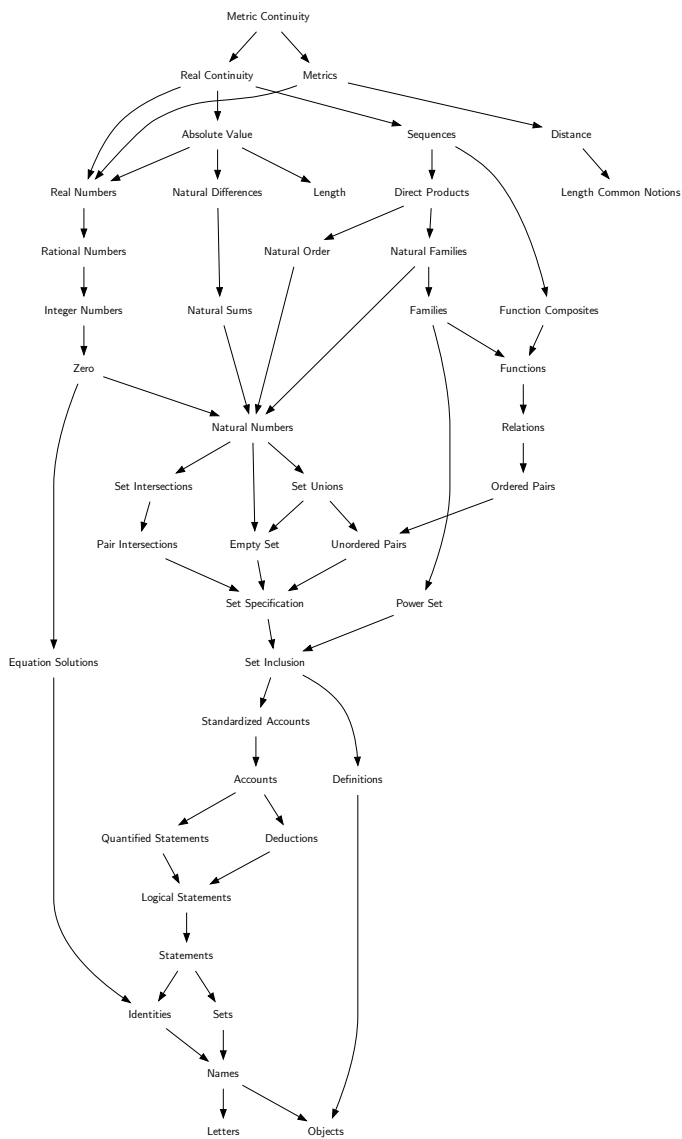 Metric Continuity
Real Continuity
Metrics
Absolute Value
Sequences
Distance
Real Numbers
Natural Differences
Length
Direct Products
Length Common Notions
Rational Numbers
Natural Order
Natural Families
Integer Numbers
Natural Sums
Families
Function Composites
Zero
Functions
Natural Numbers
Relations
Set Intersections
Set Unions
Ordered Pairs
Pair Intersections
Empty Set
Unordered Pairs
Set Specification
Power Set
Equation Solutions
Set Inclusion
Standardized Accounts
Accounts
Definitions
Quantified Statements
Deductions
Logical Statements
Statements
Identities
Sets
Names
Letters
Objects